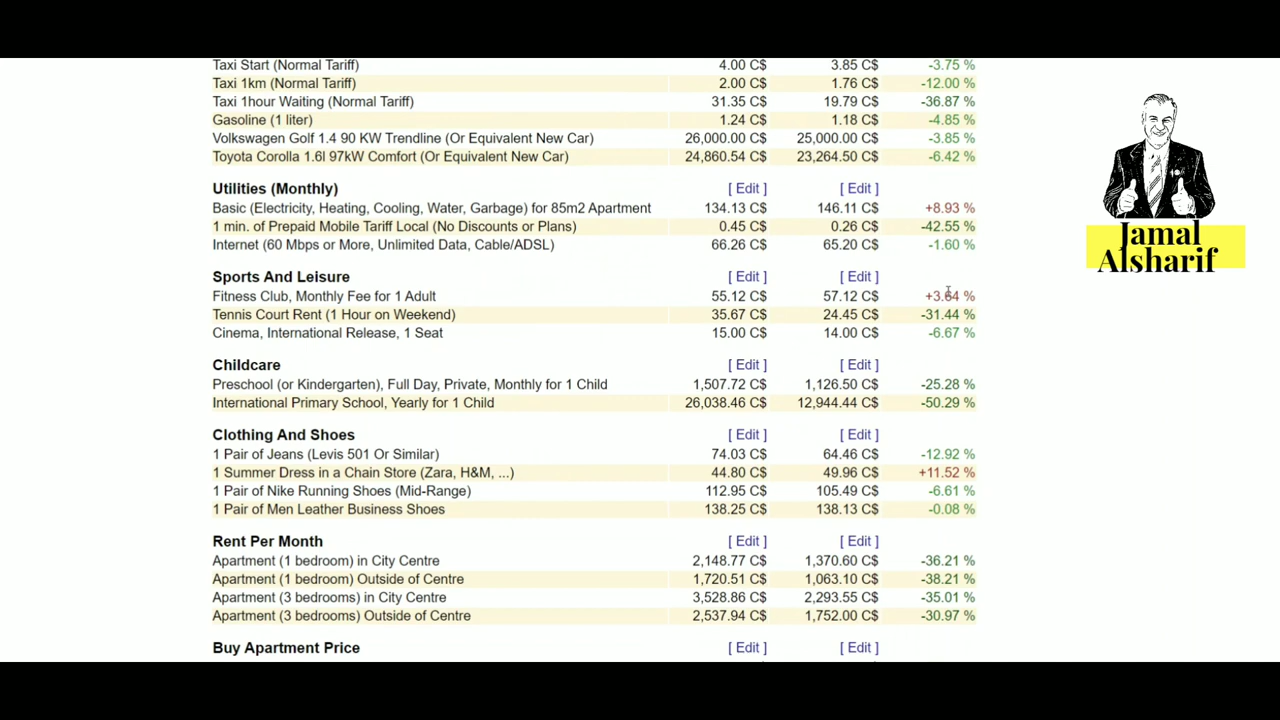 Taxi Start (Normal Tariff) 4.00 C$ 3.85 C$ -3.75 %
Taxi 1km (Normal Tariff) 2.00 C$ 1.76 C$ -12.00 %
Taxi 1hour Waiting (Normal Tariff) 31.35 C$ 19.79 C$ -36.87 %
Gasoline (1 liter) 1.24 C$ 1.18 C$ -4.85 %
Volkswagen Golf 1.4 90 KW Trendline (Or Equivalent New Car) 26,000.00 C$ 25,000.00 C$ -3.85 %
Toyota Corolla 1.6l 97kW Comfort (Or Equivalent New Car) 24,860.54 C$ 23,264.50 C$ -6.42 %
Utilities (Monthly) [ Edit ] [ Edit ]
Basic (Electricity, Heating, Cooling, Water, Garbage) for 85m2 Apartment 134.13 C$ 146.11 C$ +8.93 %
1 min. of Prepaid Mobile Tariff Local (No Discounts or Plans) 0.45 C$ 0.26 C$ -42.55 %
Internet (60 Mbps or More, Unlimited Data, Cable/ADSL) 66.26 C$ 65.20 C$ -1.60 %
Sports And Leisure [ Edit ] [ Edit ]
Fitness Club, Monthly Fee for 1 Adult 55.12 C$ 57.12 C$ +3.64 %
Tennis Court Rent (1 Hour on Weekend) 35.67 C$ 24.45 C$ -31.44 %
Cinema, International Release, 1 Seat 15.00 C$ 14.00 C$ -6.67 %
Childcare [ Edit ] [ Edit ]
Preschool (or Kindergarten), Full Day, Private, Monthly for 1 Child 1,507.72 C$ 1,126.50 C$ -25.28 %
International Primary School, Yearly for 1 Child 26,038.46 C$ 12,944.44 C$ -50.29 %
Clothing And Shoes [ Edit ] [ Edit ]
1 Pair of Jeans (Levis 501 Or Similar) 74.03 C$ 64.46 C$ -12.92 %
1 Summer Dress in a Chain Store (Zara, H&M, ...) 44.80 C$ 49.96 C$ +11.52 %
1 Pair of Nike Running Shoes (Mid-Range) 112.95 C$ 105.49 C$ -6.61 %
1 Pair of Men Leather Business Shoes 138.25 C$ 138.13 C$ -0.08 %
Rent Per Month [ Edit ] [ Edit ]
Apartment (1 bedroom) in City Centre 2,148.77 C$ 1,370.60 C$ -36.21 %
Apartment (1 bedroom) Outside of Centre 1,720.51 C$ 1,063.10 C$ -38.21 %
Apartment (3 bedrooms) in City Centre 3,528.86 C$ 2,293.55 C$ -35.01 %
Apartment (3 bedrooms) Outside of Centre 2,537.94 C$ 1,752.00 C$ -30.97 %
Buy Apartment Price [ Edit ] [ Edit ]
Jamal
Alsharif